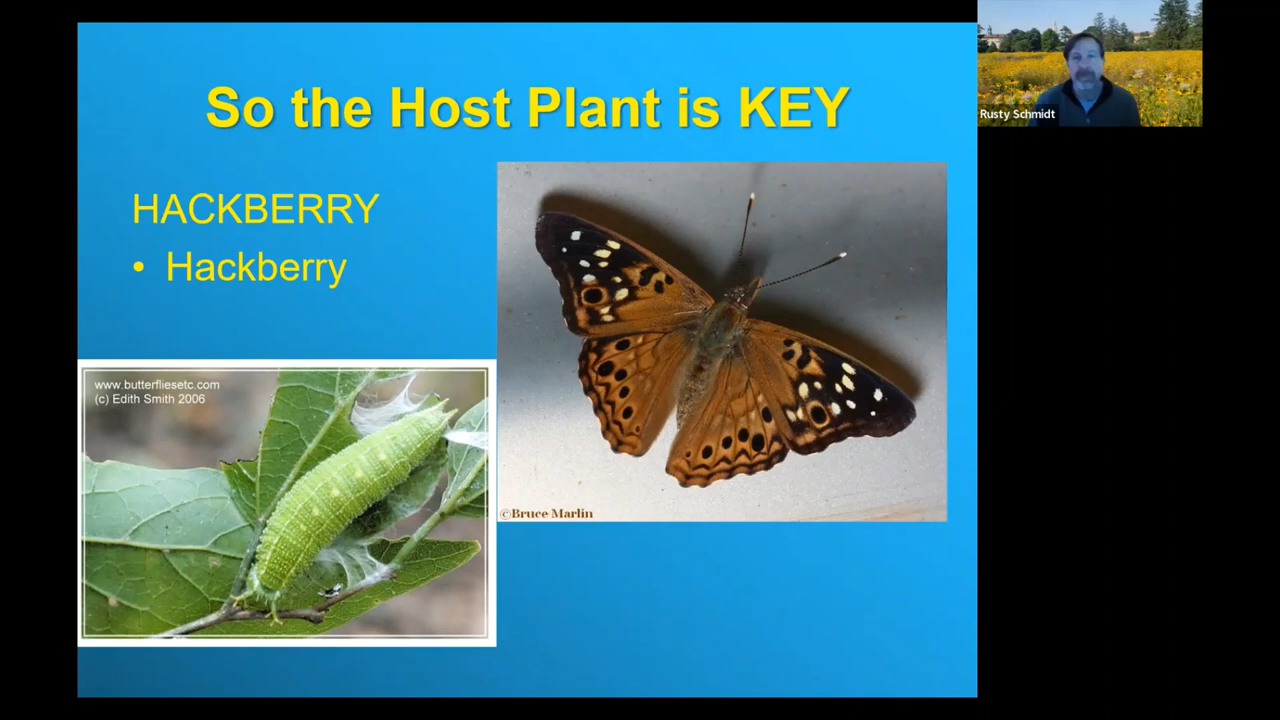 So the Host Plant is KEY
HACKBERRY
• Hackberry
www.butterfliesetc.com
(c) Edith Smith 2006
©Bruce Marlin
Rusty Schmidt